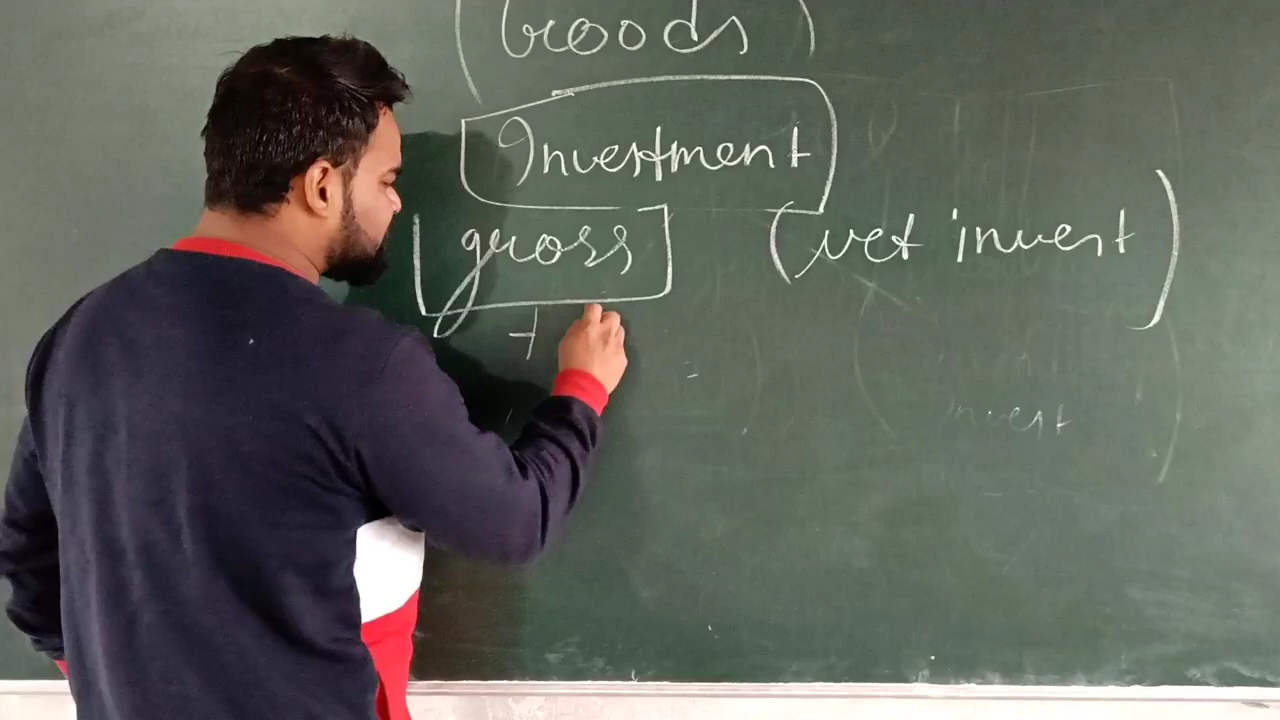 (Goods)
Investment
[gross] (net invest)
+
invest